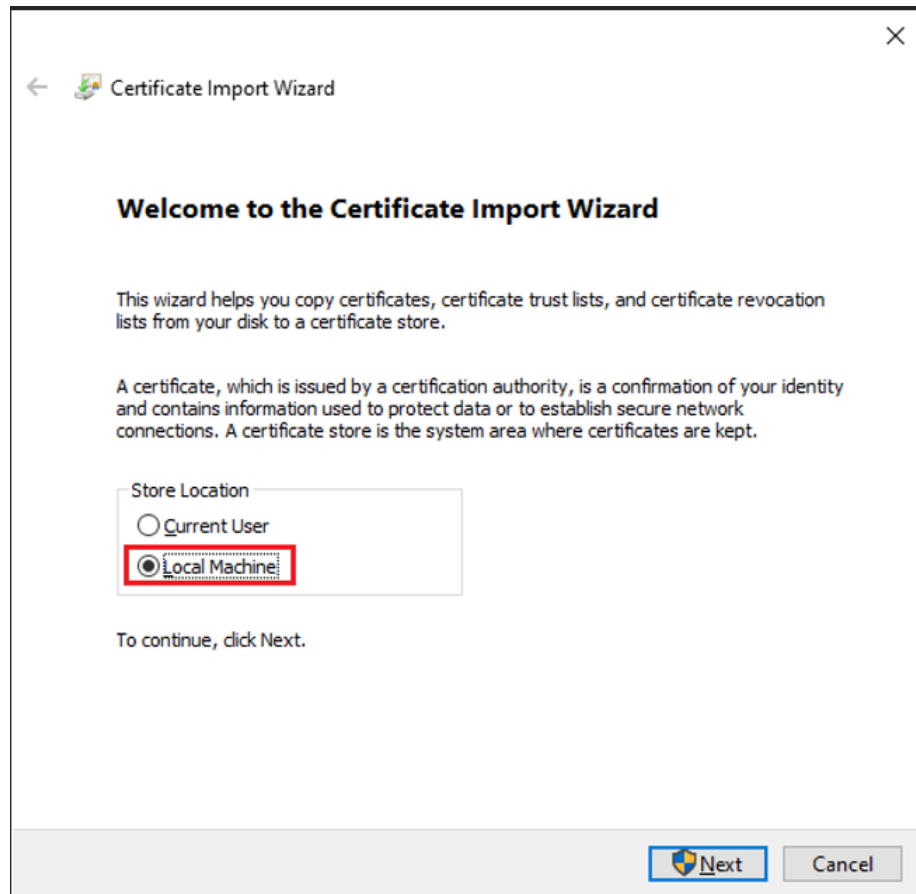 Certificate Import Wizard
Welcome to the Certificate Import Wizard
This wizard helps you copy certificates, certificate trust lists, and certificate revocation
lists from your disk to a certificate store.
A certificate, which is issued by a certification authority, is a confirmation of your identity
and contains information used to protect data or to establish secure network
connections. A certificate store is the system area where certificates are kept.
Store Location
Current User
Local Machine
To continue, click Next.
Next Cancel